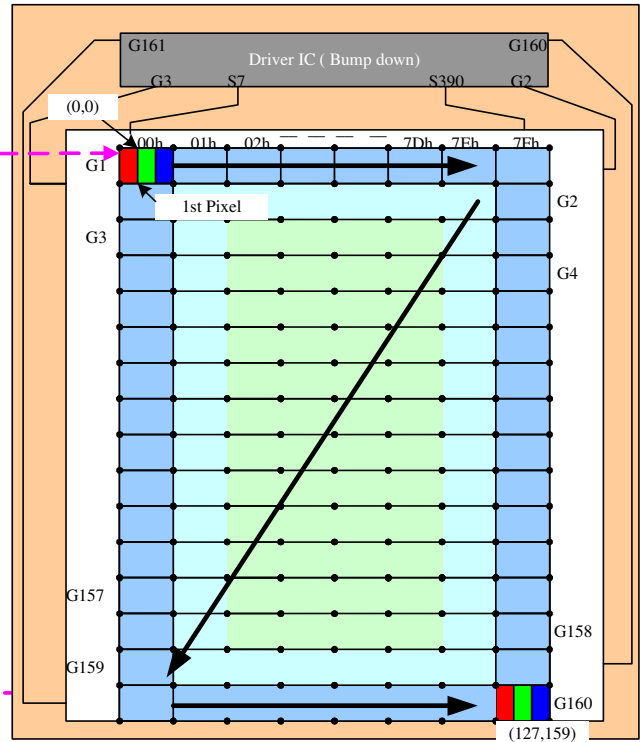 G161
G160
Driver IC ( Bump down)
G3
S7
S390
G2
(0,0)
00h
01h
02h
7Dh
7Eh
7Fh
G1
1st Pixel
G2
G3
G4
G157
G158
G159
G160
(127,159)